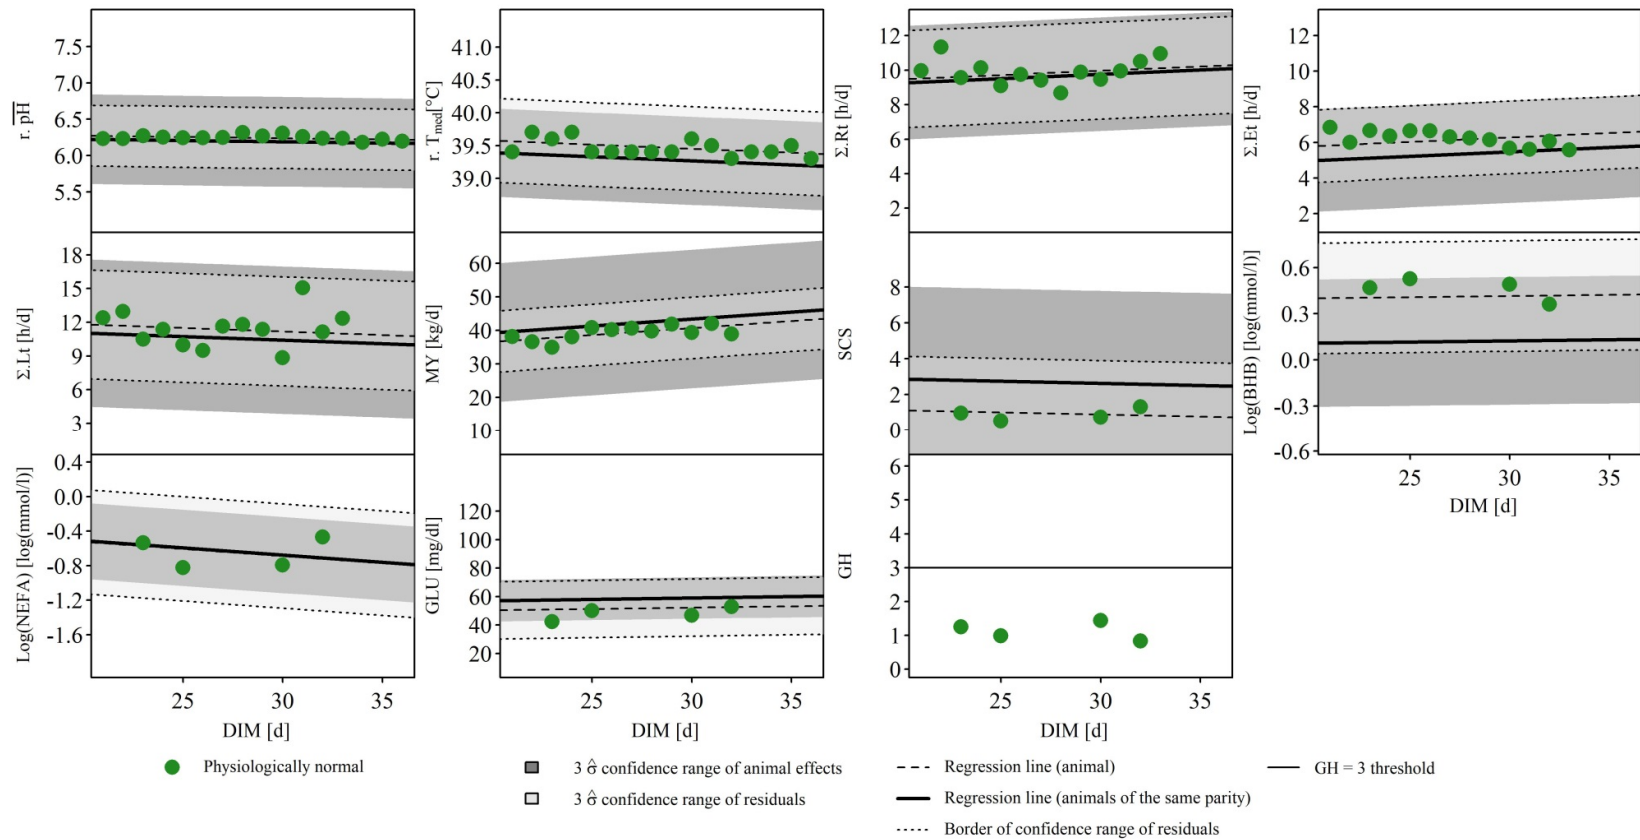 r. pH
7.5
7.0
6.5
6.0
5.5
r. Tmed[°C]
41.0
40.5
40.0
39.5
39.0
Σ.Rt [h/d]
12
10
8
6
4
2
Σ.Et [h/d]
12
10
8
6
4
2
Σ.Lt [h/d]
18
15
12
9
6
3
MY [kg/d]
60
50
40
30
20
10
SCS
8
6
4
2
0
Log(BHB) [log(mmol/l)]
0.6
0.3
0.0
-0.3
-0.6
25 30 35
DIM [d]
Log(NEFA) [log(mmol/l)]
0.4
0.0
-0.4
-0.8
-1.2
-1.6
25 30 35
DIM [d]
GLU [mg/dl]
120
100
80
60
40
20
25 30 35
DIM [d]
GH
6
5
4
3
2
1
0
25 30 35
DIM [d]
Physiologically normal
3 σ̂ confidence range of animal effects
3 σ̂ confidence range of residuals
Regression line (animal)
Regression line (animals of the same parity)
Border of confidence range of residuals
GH = 3 threshold